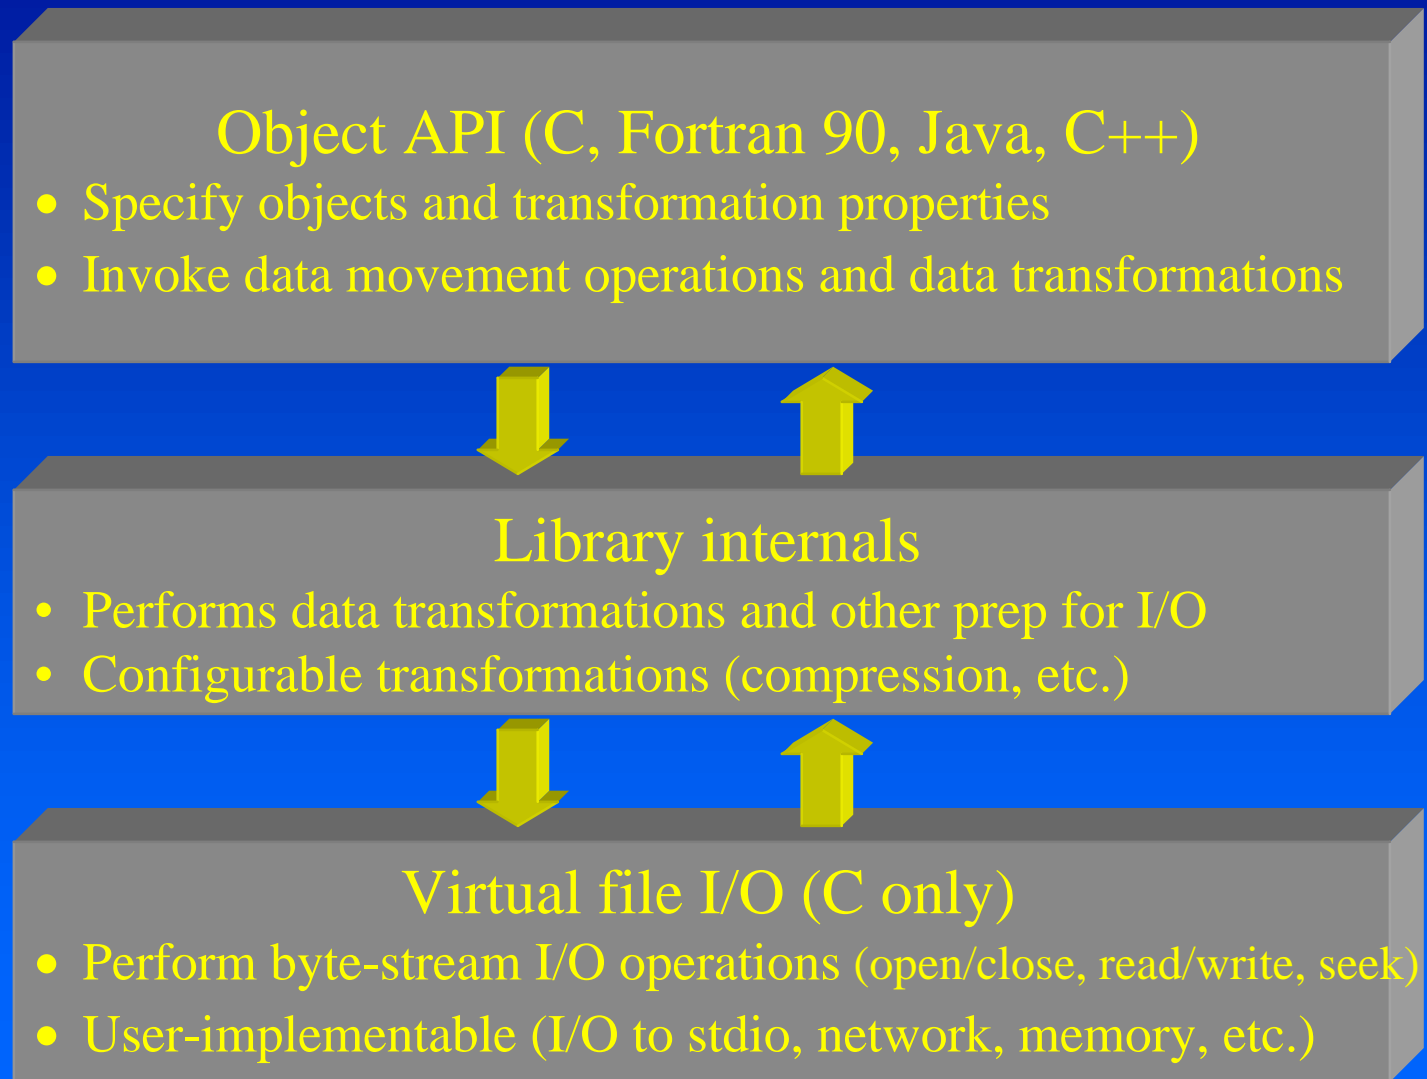 Object API (C, Fortran 90, Java, C++)
• Specify objects and transformation properties
• Invoke data movement operations and data transformations
Library internals
• Performs data transformations and other prep for I/O
• Configurable transformations (compression, etc.)
Virtual file I/O (C only)
• Perform byte-stream I/O operations (open/close, read/write, seek)
• User-implementable (I/O to stdio, network, memory, etc.)